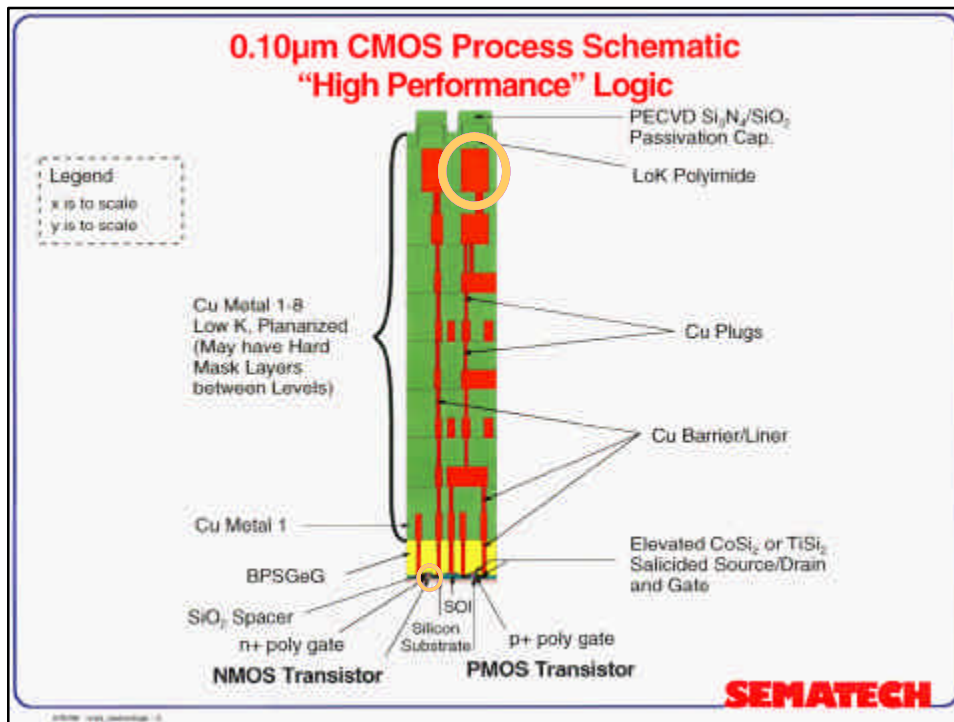 0.10µm CMOS Process Schematic
“High Performance” Logic
PECVD Si₃N₄/SiO₂
Passivation Cap.
LoK Polyimide
Legend
x is to scale
y is to scale
Cu Metal 1-8
Low K, Planarized
(May have Hard
Mask Layers
between Levels)
Cu Plugs
Cu Barrier/Liner
Cu Metal 1
Elevated CoSi₂ or TiSi₂
Salicided Source/Drain
and Gate
BPSGeG
SiO₂ Spacer
SOI
Silicon
Substrate
n+ poly gate
p+ poly gate
NMOS Transistor
PMOS Transistor
SEMATECH